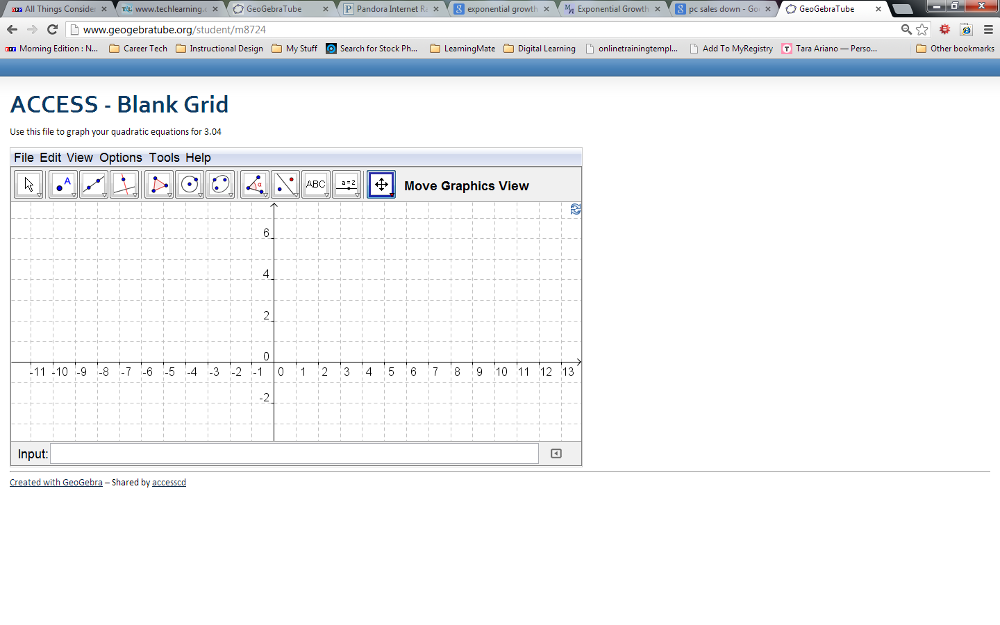 All Things Consider
www.techlearning.c
GeoGebraTube
Pandora Internet Ra
exponential growth
Exponential Growth
pc sales down - Goo
GeoGebraTube
www.geogebratube.org/student/m8724
Morning Edition : N... Career Tech Instructional Design My Stuff Search for Stock Ph... LearningMate Digital Learning onlinetrainingtempl... Add To MyRegistry T Tara Ariano — Perso... Other bookmarks
ACCESS - Blank Grid
Use this file to graph your quadratic equations for 3.04
File Edit View Options Tools Help
A α ABC a = 2 Move Graphics View
6
4
2
0
-11 -10 -9 -8 -7 -6 -5 -4 -3 -2 -1 0 1 2 3 4 5 6 7 8 9 10 11 12 13
-2
Input:
Created with GeoGebra – Shared by accesscd